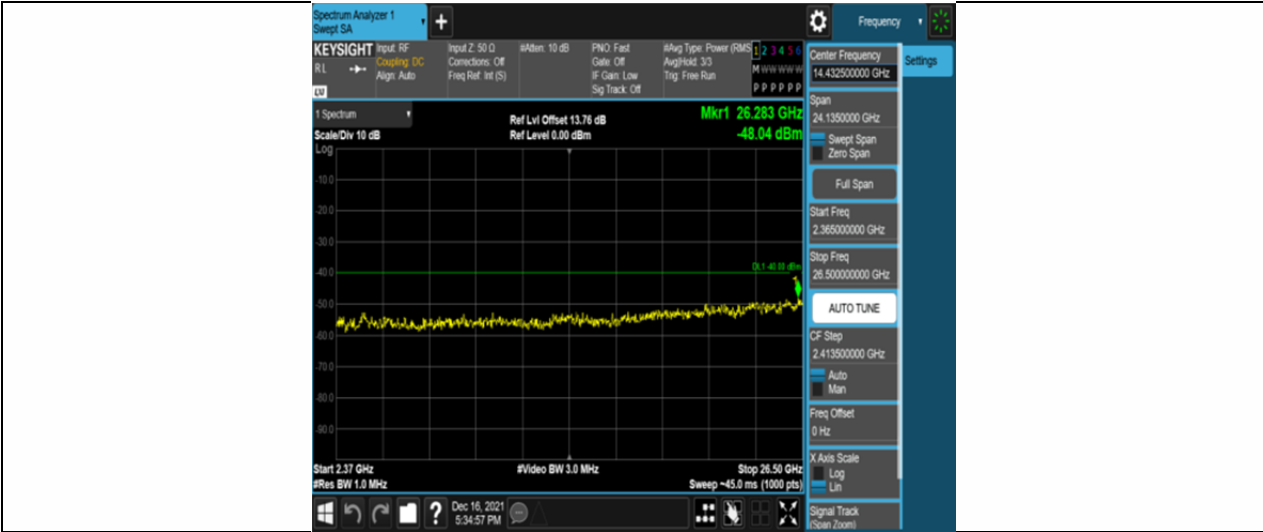 Spectrum Analyzer 1
Swept SA
Frequency
KEYSIGHT
RL
LV
Input: RF
Coupling: DC
Align: Auto
Input Z: 50 Ω
Corrections: Off
Freq Ref: Int (S)
#Atten: 10 dB
PNO: Fast
Gate: Off
IF Gain: Low
Sig Track: Off
#Avg Type: Power (RMS
Avg|Hold: 3/3
Trig: Free Run
1 2 3 4 5 6
M W W W W W
P P P P P P
1 Spectrum
Scale/Div 10 dB
Log
Ref Lvl Offset 13.76 dB
Ref Level 0.00 dBm
Mkr1 26.283 GHz
-48.04 dBm
-10.0
-20.0
-30.0
-40.0
-50.0
-60.0
-70.0
-80.0
-90.0
DL1 -40.00 dBm
Start 2.37 GHz
#Res BW 1.0 MHz
#Video BW 3.0 MHz
Stop 26.50 GHz
Sweep ~45.0 ms (1000 pts)
?
Dec 16, 2021
5:34:57 PM
Center Frequency
14.432500000 GHz
Span
24.1350000 GHz
Swept Span
Zero Span
Full Span
Start Freq
2.365000000 GHz
Stop Freq
26.500000000 GHz
AUTO TUNE
CF Step
2.413500000 GHz
Auto
Man
Freq Offset
0 Hz
X Axis Scale
Log
Lin
Signal Track
(Span Zoom)
Settings